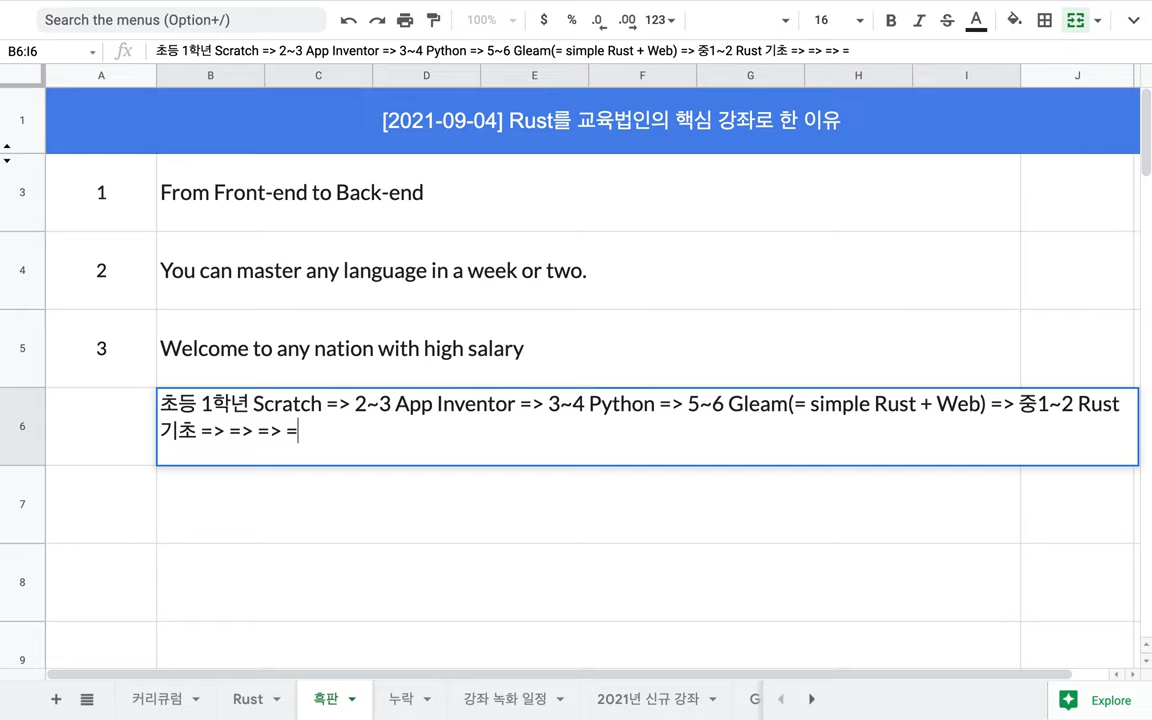 Search the menus (Option+/) 100% $ % .0 .00 123 16 B I S A
B6:I6 fx 초등 1학년 Scratch => 2~3 App Inventor => 3~4 Python => 5~6 Gleam(= simple Rust + Web) => 중1~2 Rust 기초 => => => =
A B C D E F G H I J
1 [2021-09-04] Rust를 교육법인의 핵심 강좌로 한 이유
3 1 From Front-end to Back-end
4 2 You can master any language in a week or two.
5 3 Welcome to any nation with high salary
6 초등 1학년 Scratch => 2~3 App Inventor => 3~4 Python => 5~6 Gleam(= simple Rust + Web) => 중1~2 Rust
기초 => => => =
7
8
9
+ 커리큘럼 Rust 흑판 누락 강좌 녹화 일정 2021년 신규 강좌 G Explore